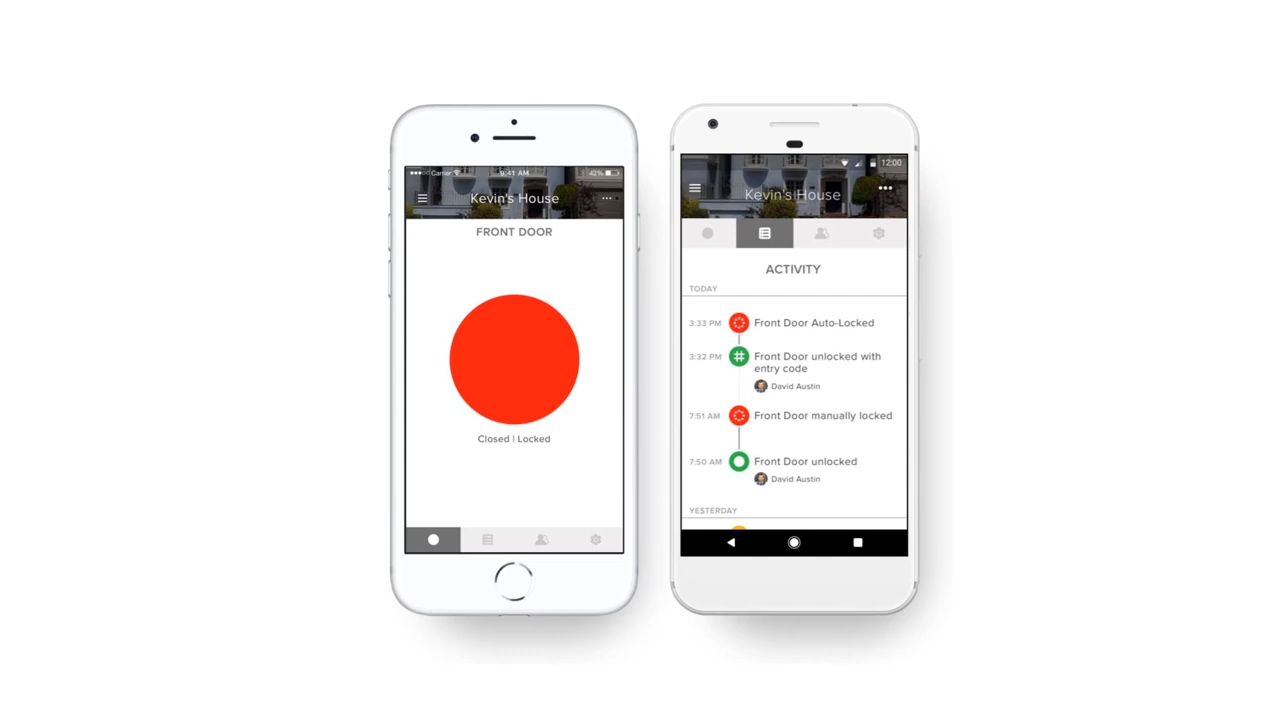 Carrier 9:41 AM 42%
Kevin's House
FRONT DOOR
Closed | Locked
12:00
Kevin's House
ACTIVITY
TODAY
3:33 PM Front Door Auto-Locked
3:32 PM Front Door unlocked with
entry code
David Austin
7:51 AM Front Door manually locked
7:50 AM Front Door unlocked
David Austin
YESTERDAY